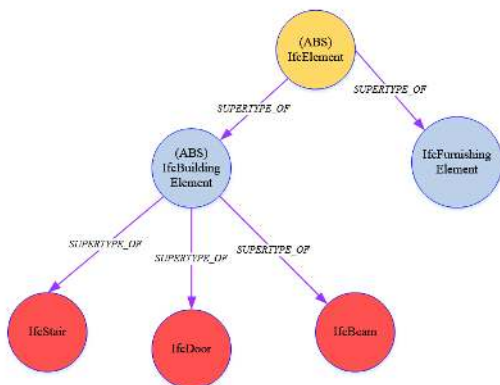 (ABS)
IfcElement
SUPERTYPE_OF
SUPERTYPE_OF
(ABS)
IfcBuilding
Element
IfcFurnishing
Element
SUPERTYPE_OF
SUPERTYPE_OF
SUPERTYPE_OF
IfcStair
IfcDoor
IfcBeam